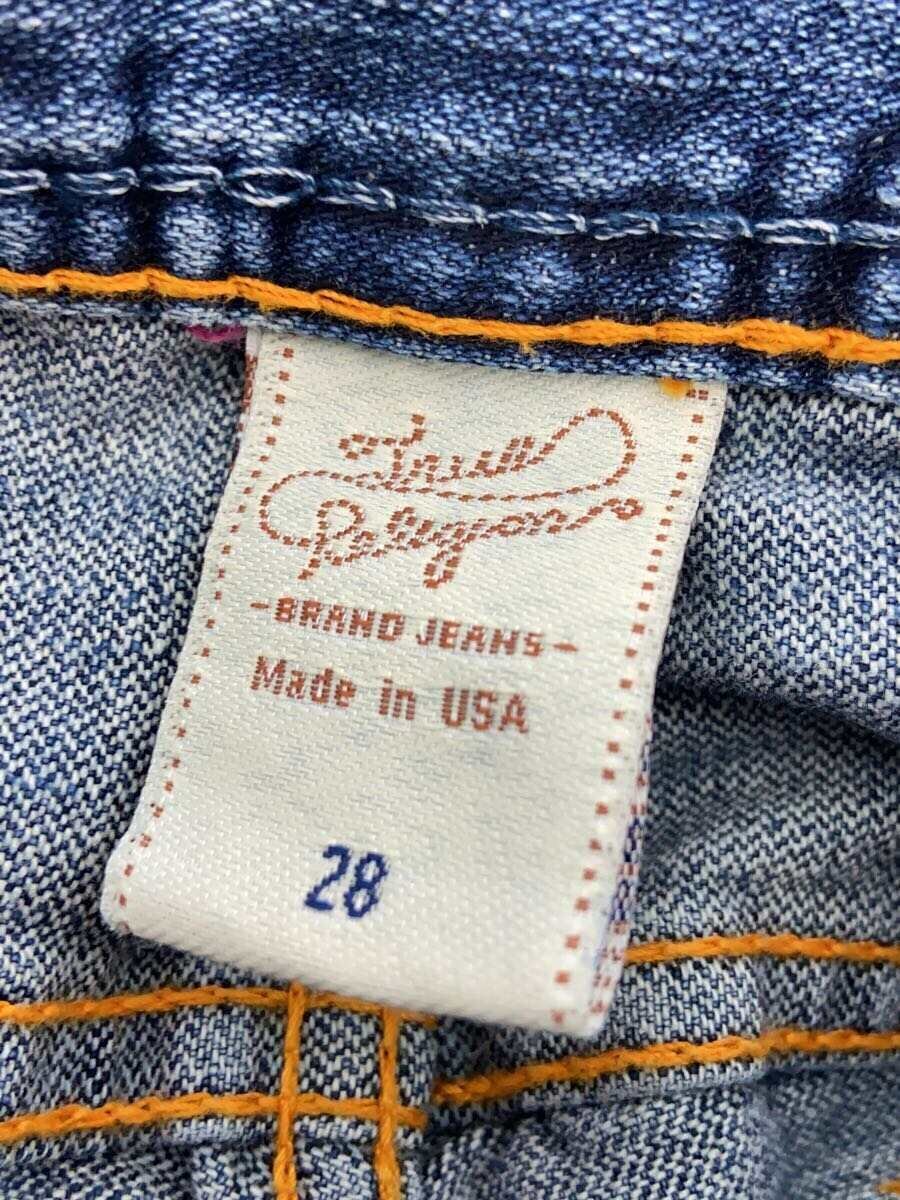 True
Religion
-BRAND JEANS-
Made in USA
28